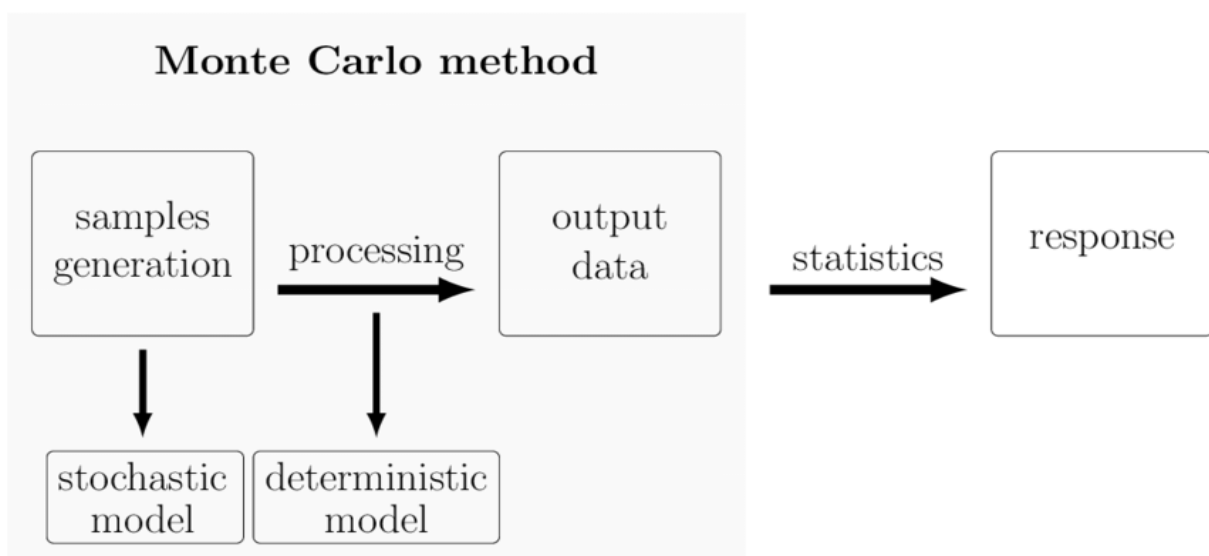 Monte Carlo method
samples
generation
processing
output
data
statistics
response
stochastic
model
deterministic
model